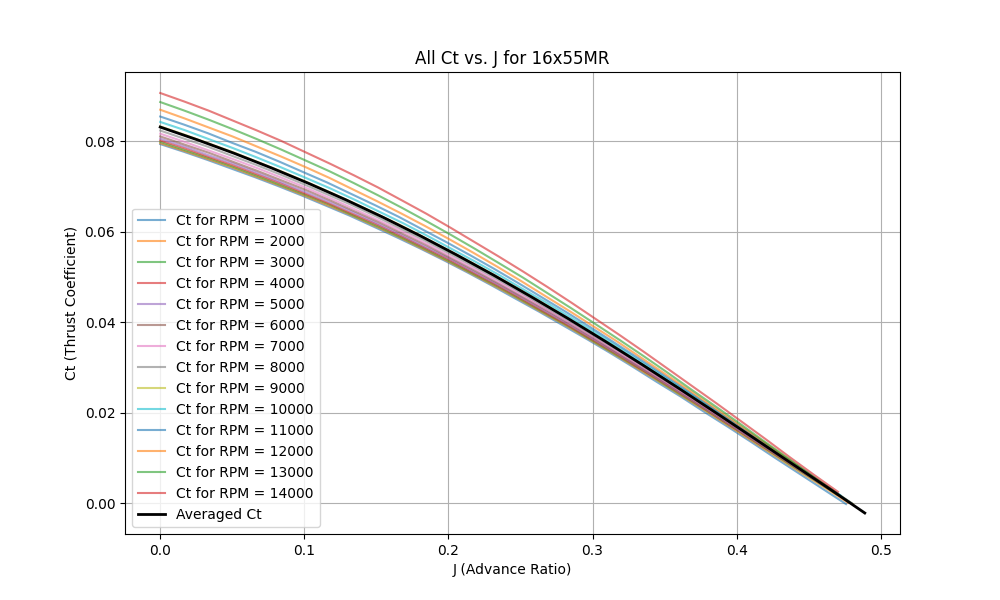 All Ct vs. J for 16x55MR
Ct (Thrust Coefficient)
0.08
0.06
0.04
0.02
0.00
Ct for RPM = 1000
Ct for RPM = 2000
Ct for RPM = 3000
Ct for RPM = 4000
Ct for RPM = 5000
Ct for RPM = 6000
Ct for RPM = 7000
Ct for RPM = 8000
Ct for RPM = 9000
Ct for RPM = 10000
Ct for RPM = 11000
Ct for RPM = 12000
Ct for RPM = 13000
Ct for RPM = 14000
Averaged Ct
0.0 0.1 0.2 0.3 0.4 0.5
J (Advance Ratio)